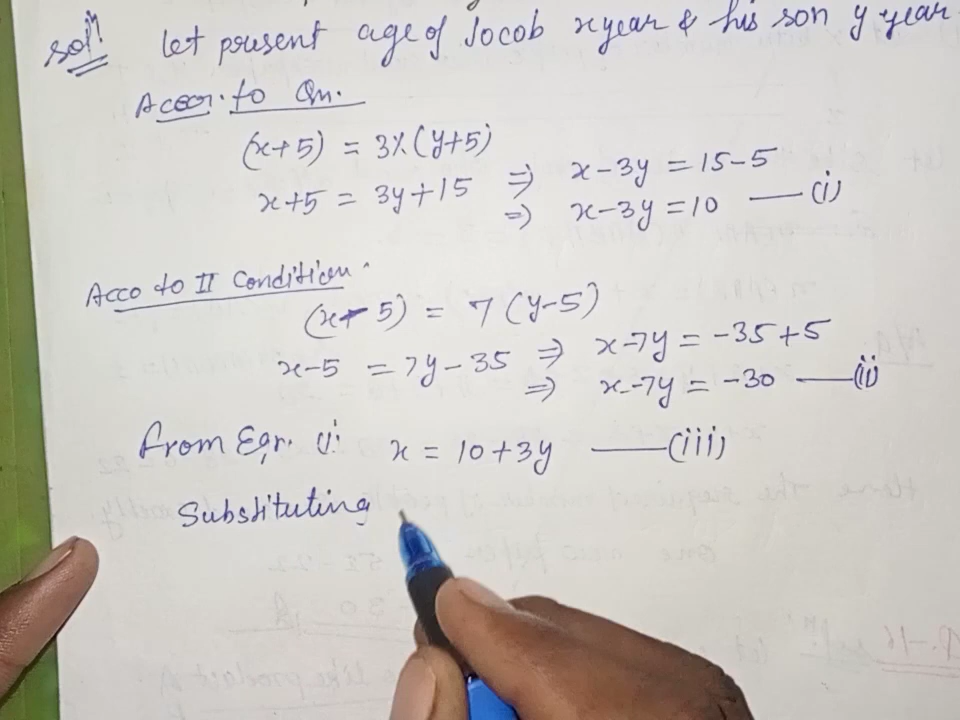 Sol^n let present age of Jocob x year & his son y year
Accor. to Qn.
(x+5) = 3x(y+5)
x+5 = 3y+15 ⇒ x-3y = 15-5
⇒ x-3y = 10 —— (i)
Acco to II Condition.
(x-5) = 7(y-5)
x-5 = 7y-35 ⇒ x-7y = -35+5
⇒ x-7y = -30 —— (ii)
from Eqn. (i) x = 10+3y —— (iii)
Substituting